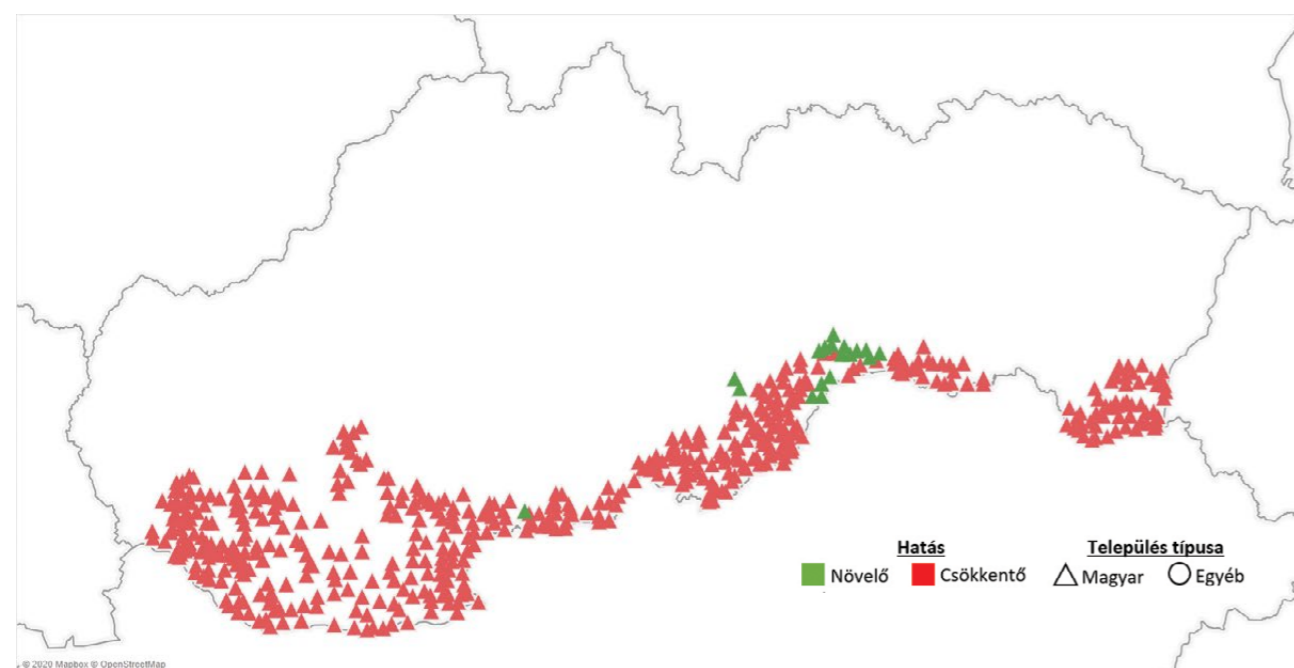 Hatás
Település típusa
Növelő
Csökkentő
Magyar
Egyéb
© 2020 Mapbox © OpenStreetMap